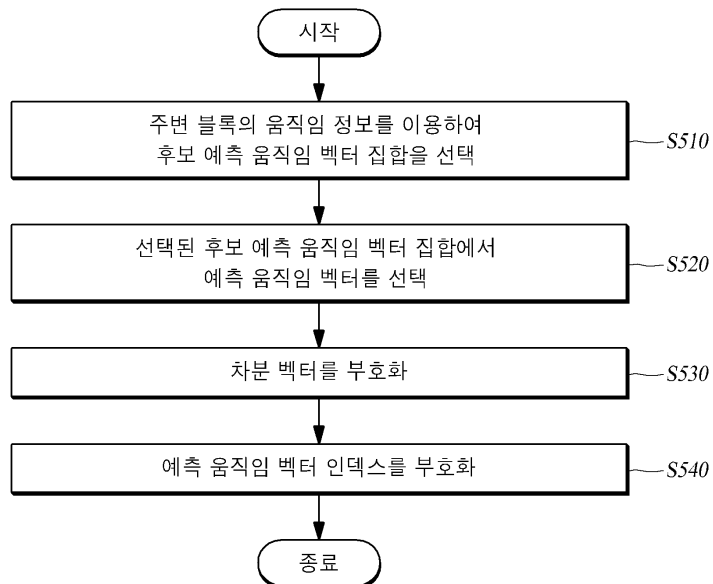 시작
주변 블록의 움직임 정보를 이용하여
후보 예측 움직임 벡터 집합을 선택
S510
선택된 후보 예측 움직임 벡터 집합에서
예측 움직임 벡터를 선택
S520
차분 벡터를 부호화
S530
예측 움직임 벡터 인덱스를 부호화
S540
종료